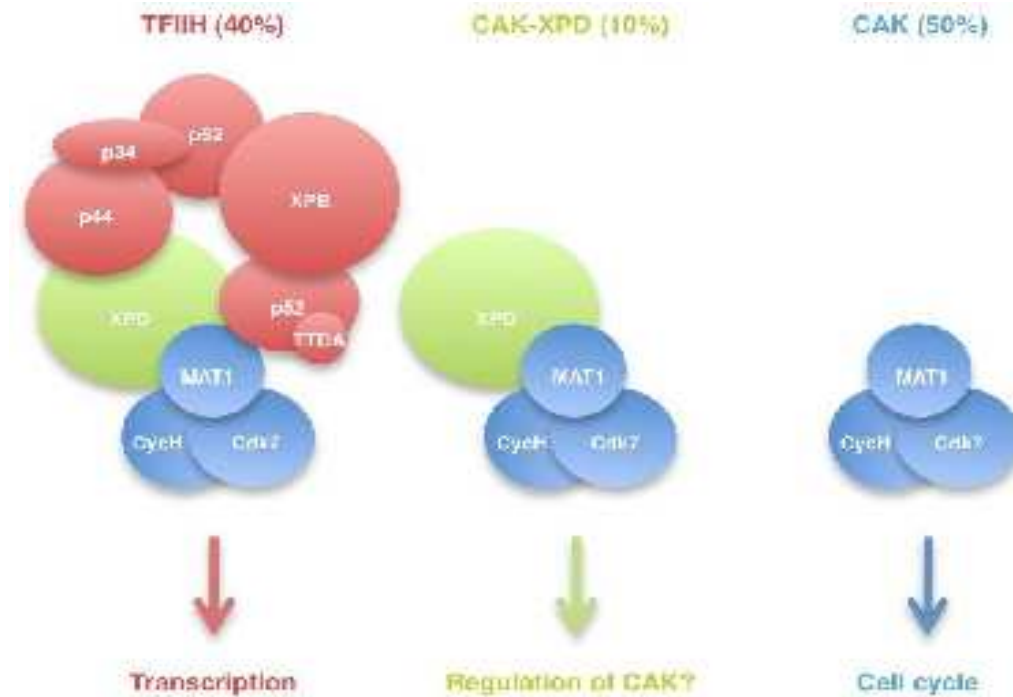 TFIIH (40%)
CAK-XPD (10%)
CAK (50%)
p62
p34
XPB
p44
p52
XPD
TTDA
MAT1
CycH
Cdk7
XPD
MAT1
CycH
Cdk7
MAT1
CycH
Cdk7
Transcription
Regulation of CAK?
Cell cycle